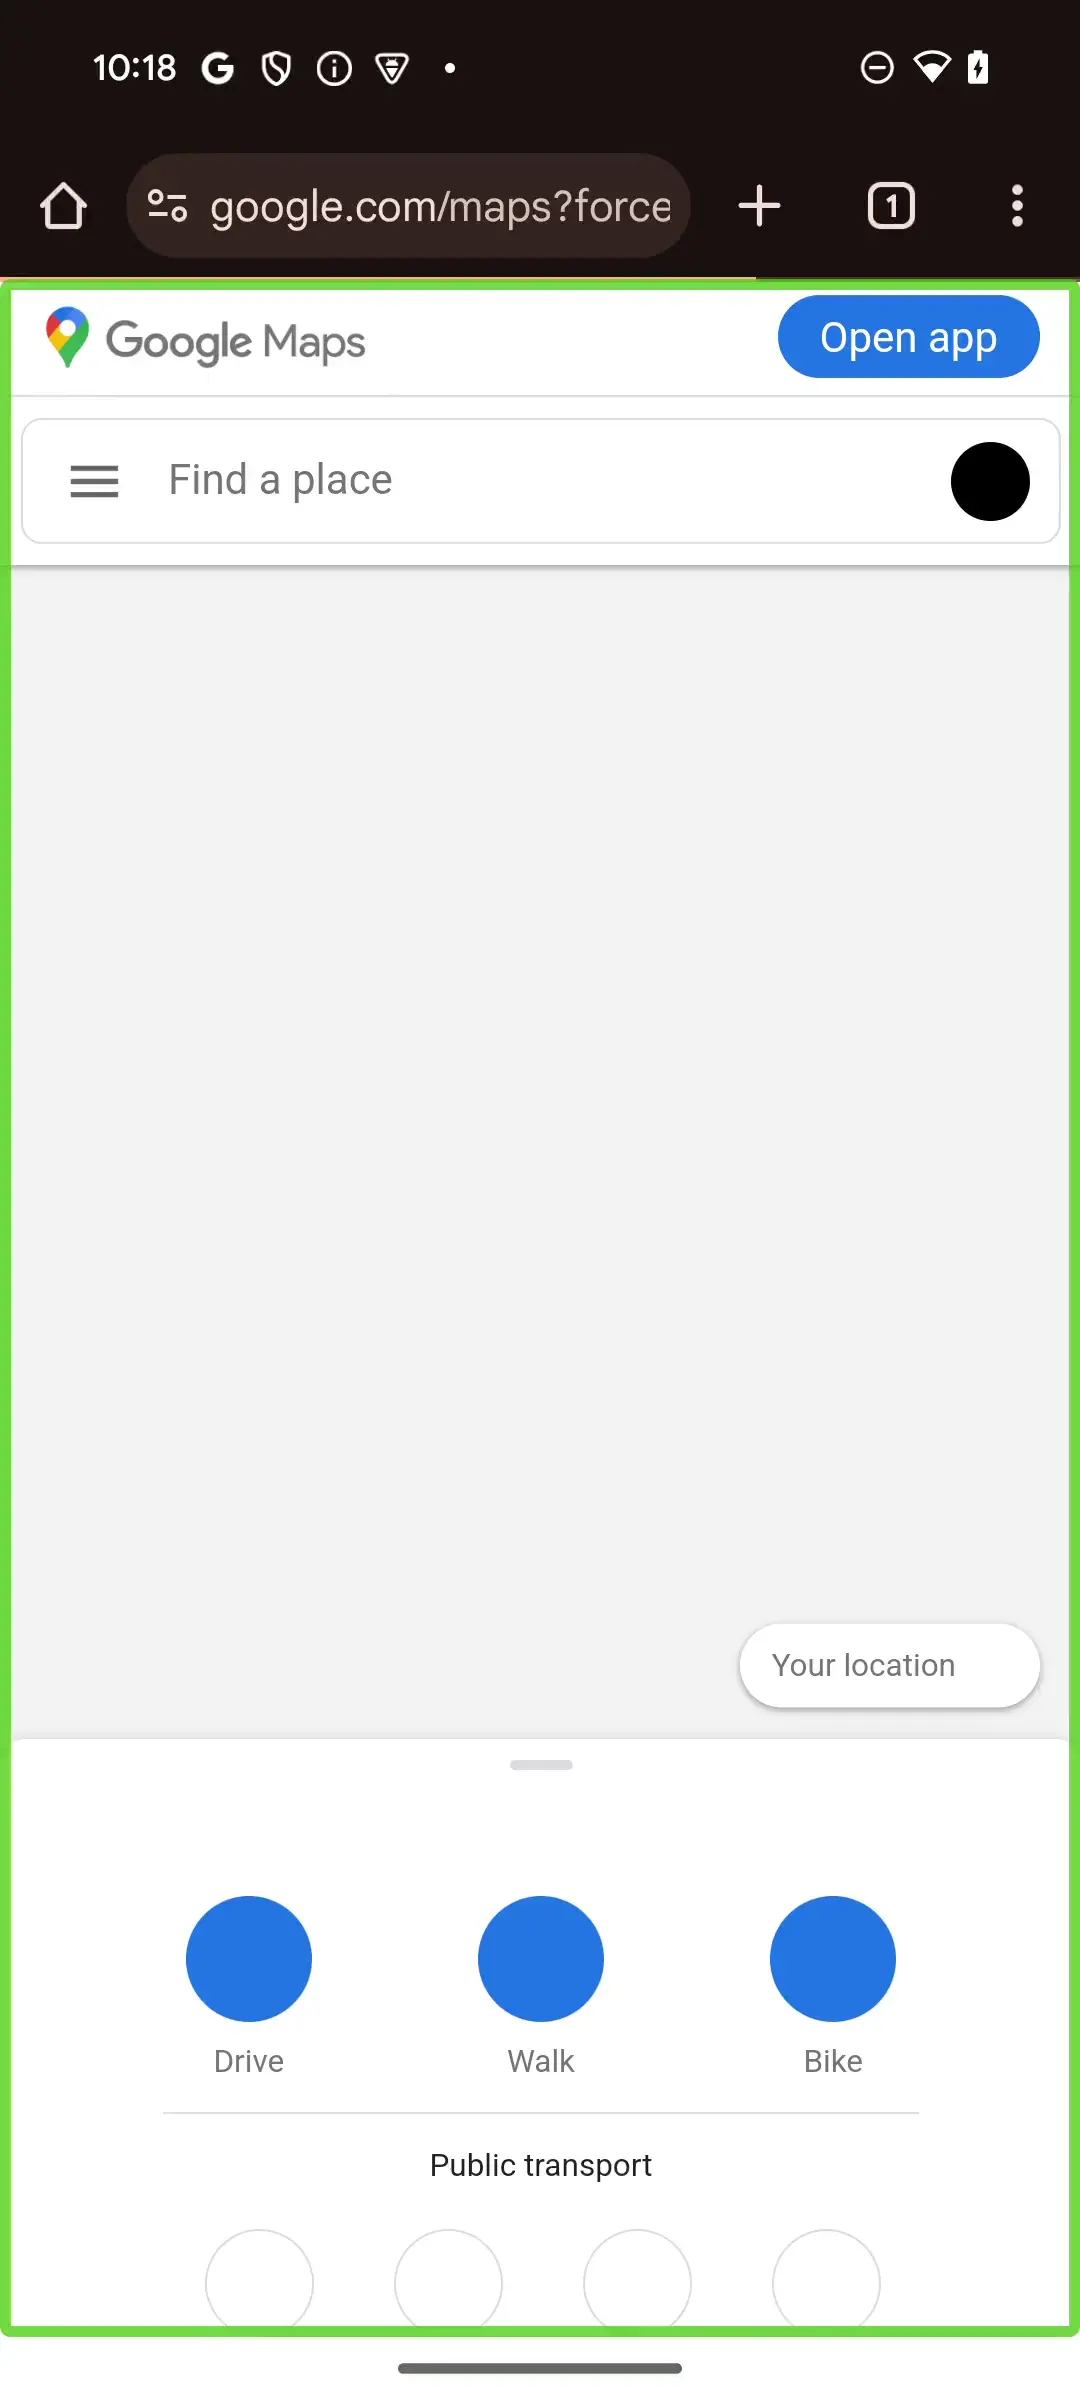 10:18
google.com/maps?force
1
Google Maps
Open app
Find a place
Your location
Drive
Walk
Bike
Public transport